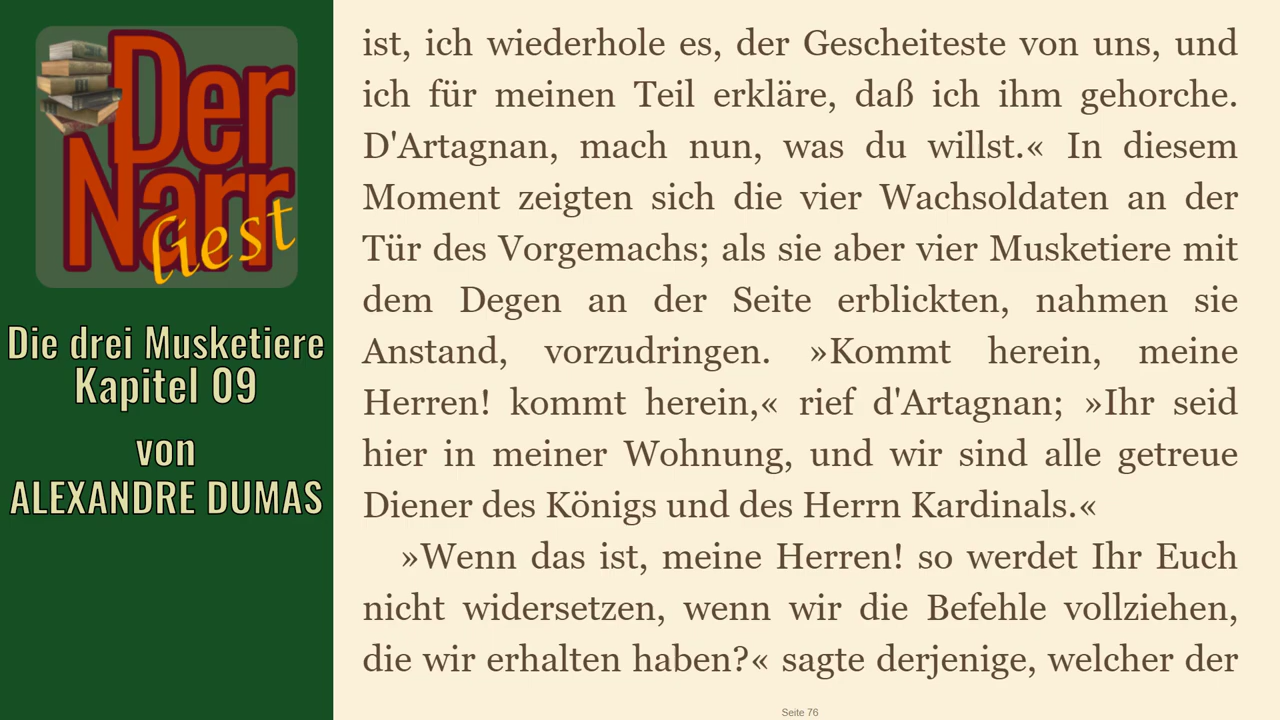 Der
Narr
liest
Die drei Musketiere
Kapitel 09
von
ALEXANDRE DUMAS
ist, ich wiederhole es, der Gescheiteste von uns, und
ich für meinen Teil erkläre, daß ich ihm gehorche.
D'Artagnan, mach nun, was du willst.« In diesem
Moment zeigten sich die vier Wachsoldaten an der
Tür des Vorgemachs; als sie aber vier Musketiere mit
dem Degen an der Seite erblickten, nahmen sie
Anstand, vorzudringen. »Kommt herein, meine
Herren! kommt herein,« rief d'Artagnan; »Ihr seid
hier in meiner Wohnung, und wir sind alle getreue
Diener des Königs und des Herrn Kardinals.«
»Wenn das ist, meine Herren! so werdet Ihr Euch
nicht widersetzen, wenn wir die Befehle vollziehen,
die wir erhalten haben?« sagte derjenige, welcher der
Seite 76